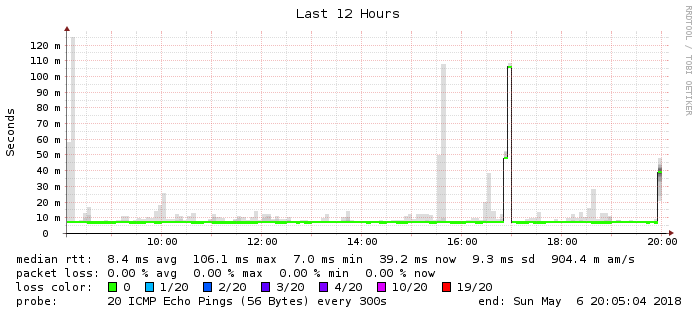 Last 12 Hours
RRDTOOL / TOBI OETIKER
Seconds
120 m
110 m
100 m
90 m
80 m
70 m
60 m
50 m
40 m
30 m
20 m
10 m
0
10:00 12:00 14:00 16:00 18:00 20:00
median rtt: 8.4 ms avg 106.1 ms max 7.0 ms min 39.2 ms now 9.3 ms sd 904.4 m am/s
packet loss: 0.00 % avg 0.00 % max 0.00 % min 0.00 % now
loss color: 0 1/20 2/20 3/20 4/20 10/20 19/20
probe: 20 ICMP Echo Pings (56 Bytes) every 300s end: Sun May 6 20:05:04 2018